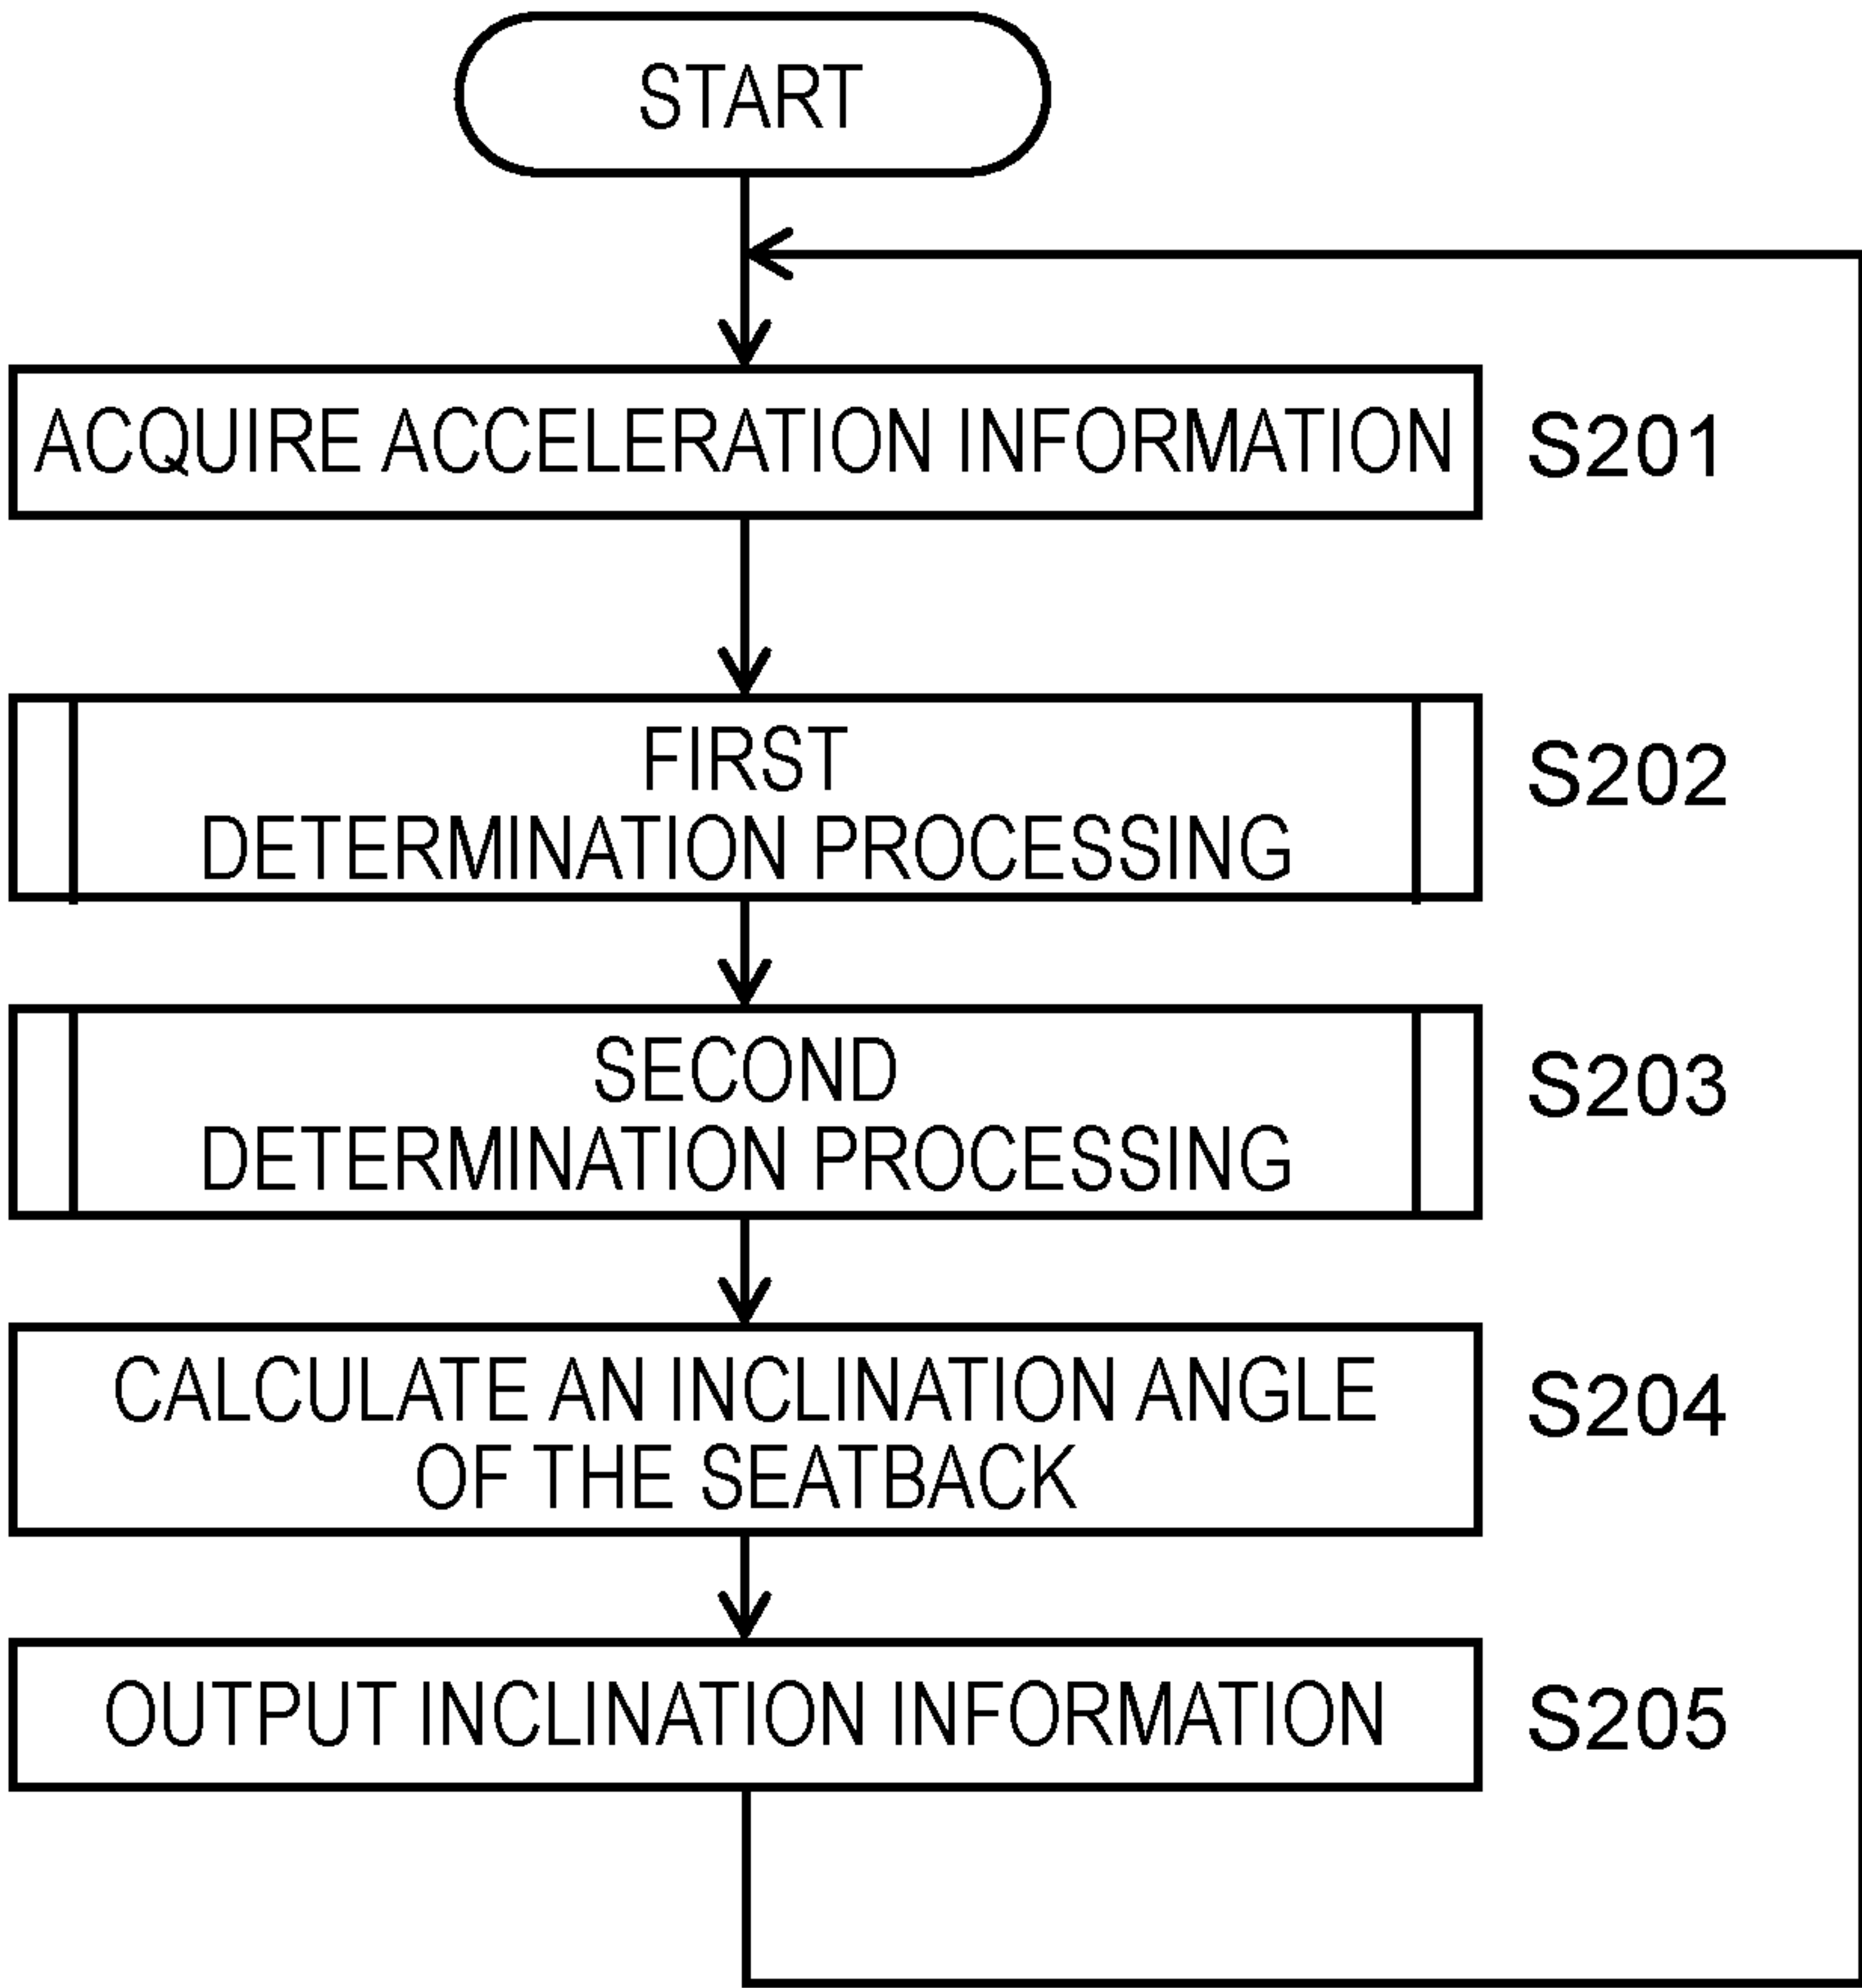 START
ACQUIRE ACCELERATION INFORMATION
S201
FIRST
DETERMINATION PROCESSING
S202
SECOND
DETERMINATION PROCESSING
S203
CALCULATE AN INCLINATION ANGLE
OF THE SEATBACK
S204
OUTPUT INCLINATION INFORMATION
S205